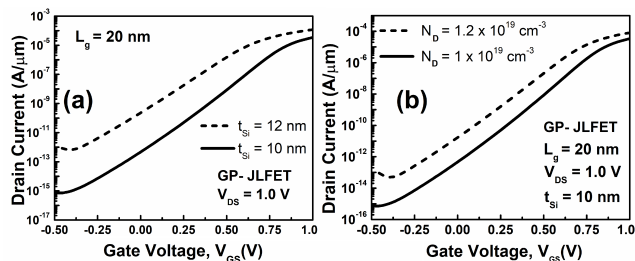 10⁻³
10⁻⁵
10⁻⁷
10⁻⁹
10⁻¹¹
10⁻¹³
10⁻¹⁵
10⁻¹⁷
Drain Current (A/μm)
L_g = 20 nm
(a)
t_Si = 12 nm
t_Si = 10 nm
GP- JLFET
V_DS = 1.0 V
-0.50 -0.25 0.00 0.25 0.50 0.75 1.00
Gate Voltage, V_GS(V)
10⁻⁴
10⁻⁶
10⁻⁸
10⁻¹⁰
10⁻¹²
10⁻¹⁴
10⁻¹⁶
Drain Current (A/μm)
N_D = 1.2 x 10¹⁹ cm⁻³
N_D = 1 x 10¹⁹ cm⁻³
(b)
GP- JLFET
L_g = 20 nm
V_DS = 1.0 V
t_Si = 10 nm
-0.50 -0.25 0.00 0.25 0.50 0.75 1.0
Gate Voltage, V_GS(V)